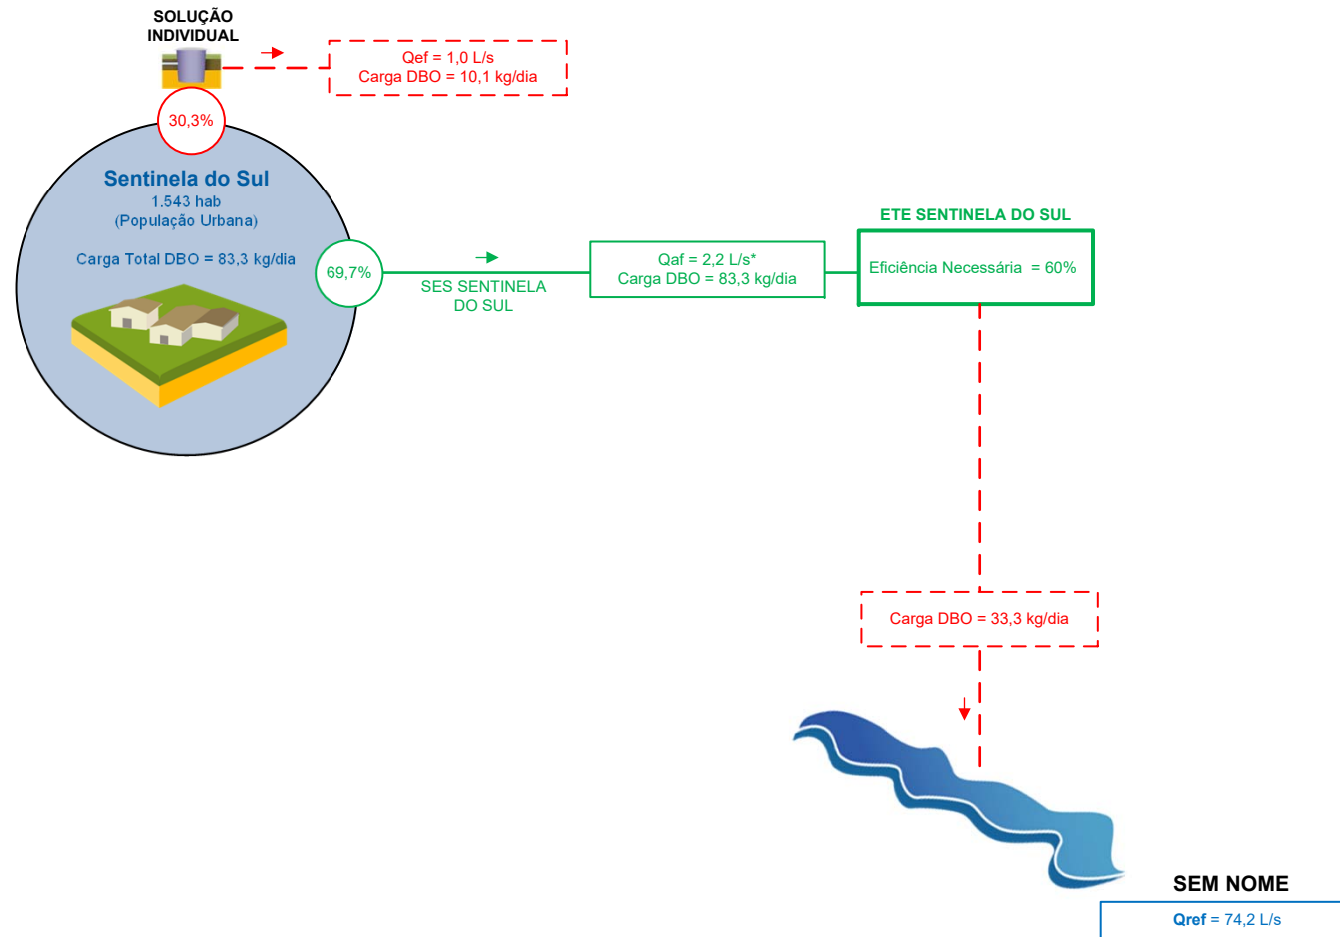 SOLUÇÃO
INDIVIDUAL
Qef = 1,0 L/s
Carga DBO = 10,1 kg/dia
30,3%
Sentinela do Sul
1.543 hab
(População Urbana)
Carga Total DBO = 83,3 kg/dia
69,7%
SES SENTINELA
DO SUL
Qaf = 2,2 L/s*
Carga DBO = 83,3 kg/dia
ETE SENTINELA DO SUL
Eficiência Necessária = 60%
Carga DBO = 33,3 kg/dia
SEM NOME
Qref = 74,2 L/s